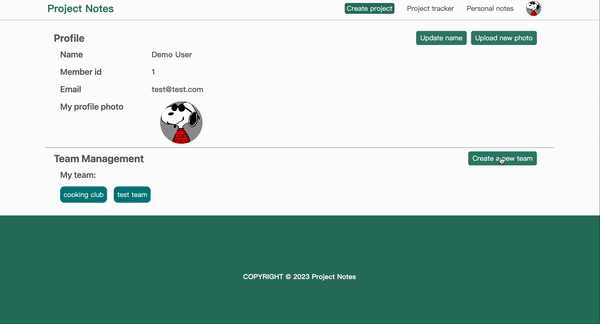 Project Notes Create project Project tracker Personal notes
Profile Update name Upload new photo
Name Demo User
Member id 1
Email test@test.com
My profile photo
Team Management Create a new team
My team:
cooking club test team
COPYRIGHT © 2023 Project Notes